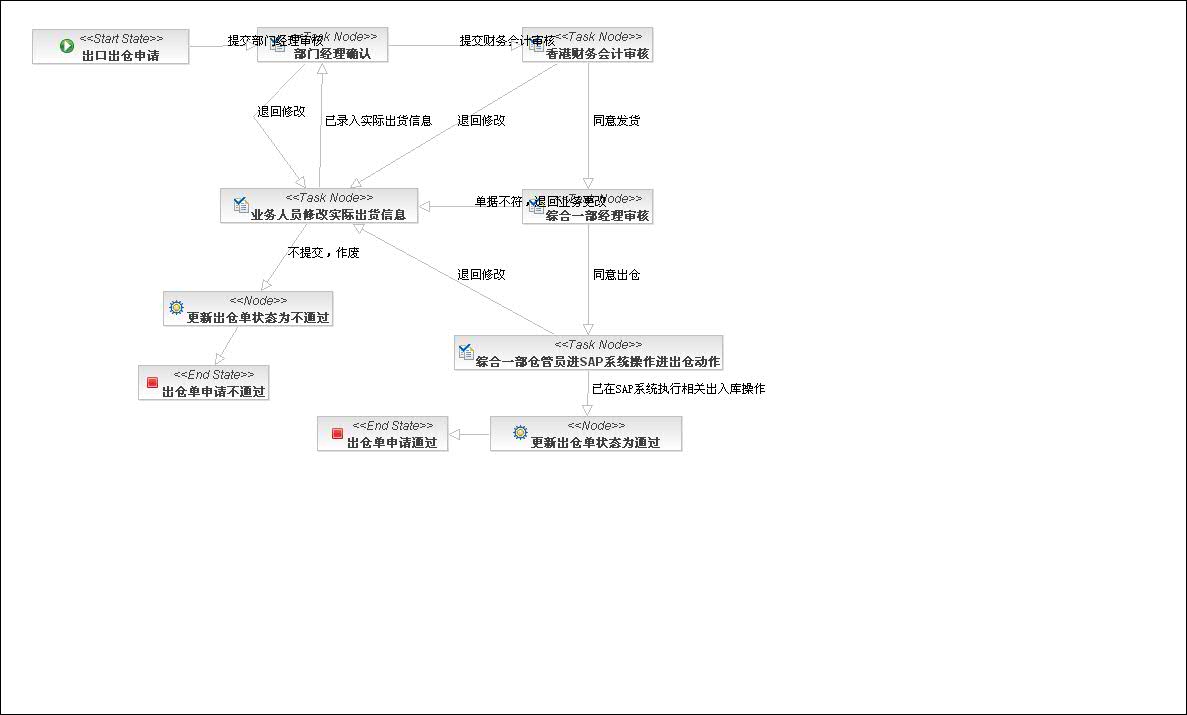 <<Start State>>
出口出仓申请
提交部门经理审核
<<Task Node>>
部门经理确认
提交财务会计审核
<<Task Node>>
香港财务会计审核
退回修改
已录入实际出货信息
退回修改
同意发货
<<Task Node>>
业务人员修改实际出货信息
单据不符，退回业务更改
<<Task Node>>
综合一部经理审核
不提交，作废
退回修改
同意出仓
<<Node>>
更新出仓单状态为不通过
<<Task Node>>
综合一部仓管员进SAP系统操作进出仓动作
<<End State>>
出仓单申请不通过
已在SAP系统执行相关出入库操作
<<End State>>
出仓单申请通过
<<Node>>
更新出仓单状态为通过